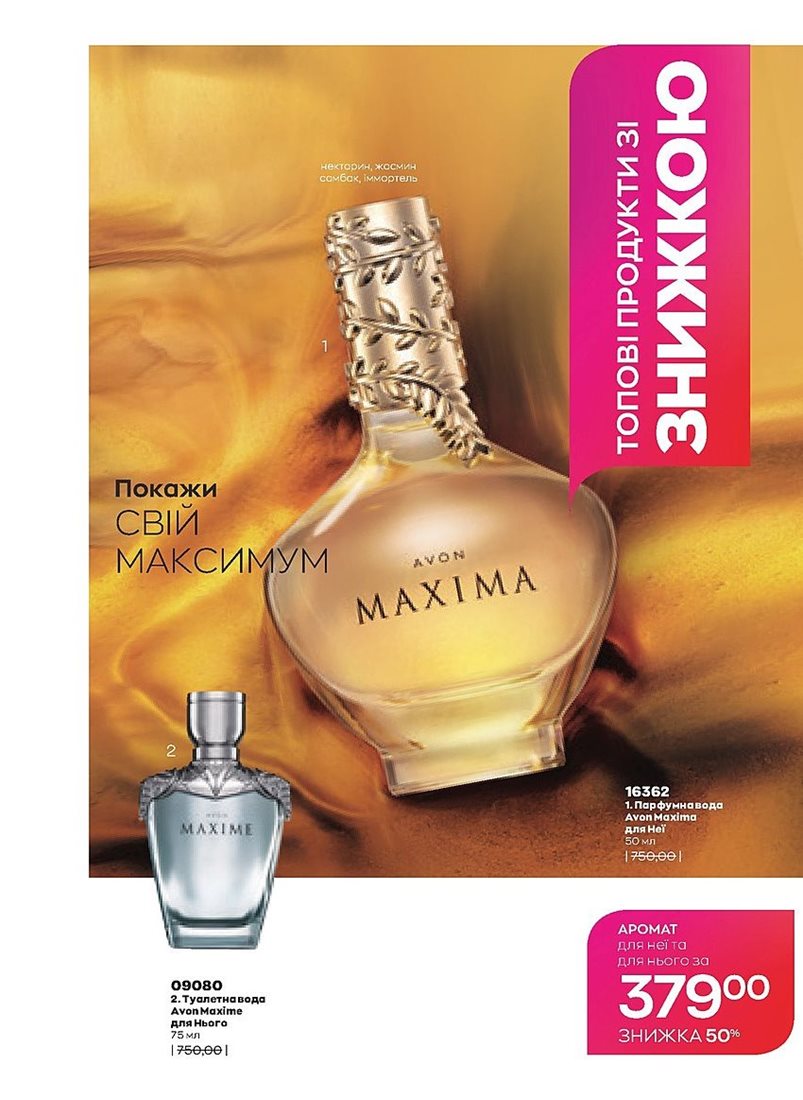 ТОПОВІ ПРОДУКТИ ЗІ
ЗНИЖКОЮ
нектарин, жасмин
самбак, іммортель
1
Покажи
СВІЙ
МАКСИМУМ
AVON
MAXIMA
2
AVON
MAXIME
16362
1. Парфумна вода
Avon Maxima
для Неї
50 мл
| 750,00 |
09080
2. Туалетна вода
Avon Maxime
для Нього
75 мл
| 750,00 |
АРОМАТ
для неї та
для нього за
379⁰⁰
ЗНИЖКА 50%